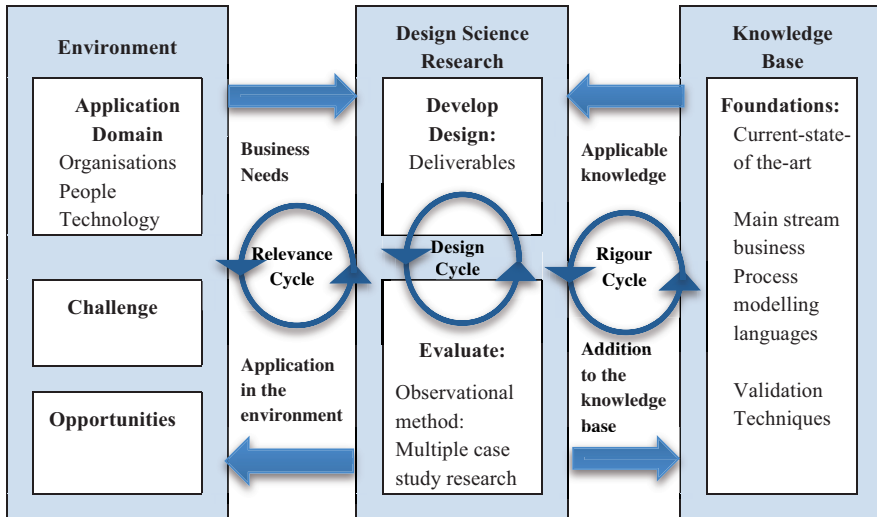 Environment
Application
Domain
Organisations
People
Technology
Challenge
Opportunities
Business
Needs
Relevance
Cycle
Application
in the
environment
Design Science
Research
Develop
Design:
Deliverables
Design
Cycle
Evaluate:
Observational
method:
Multiple case
study research
Applicable
knowledge
Rigour
Cycle
Addition
to the
knowledge
base
Knowledge
Base
Foundations:
Current-state-
of the-art
Main stream
business
Process
modelling
languages
Validation
Techniques